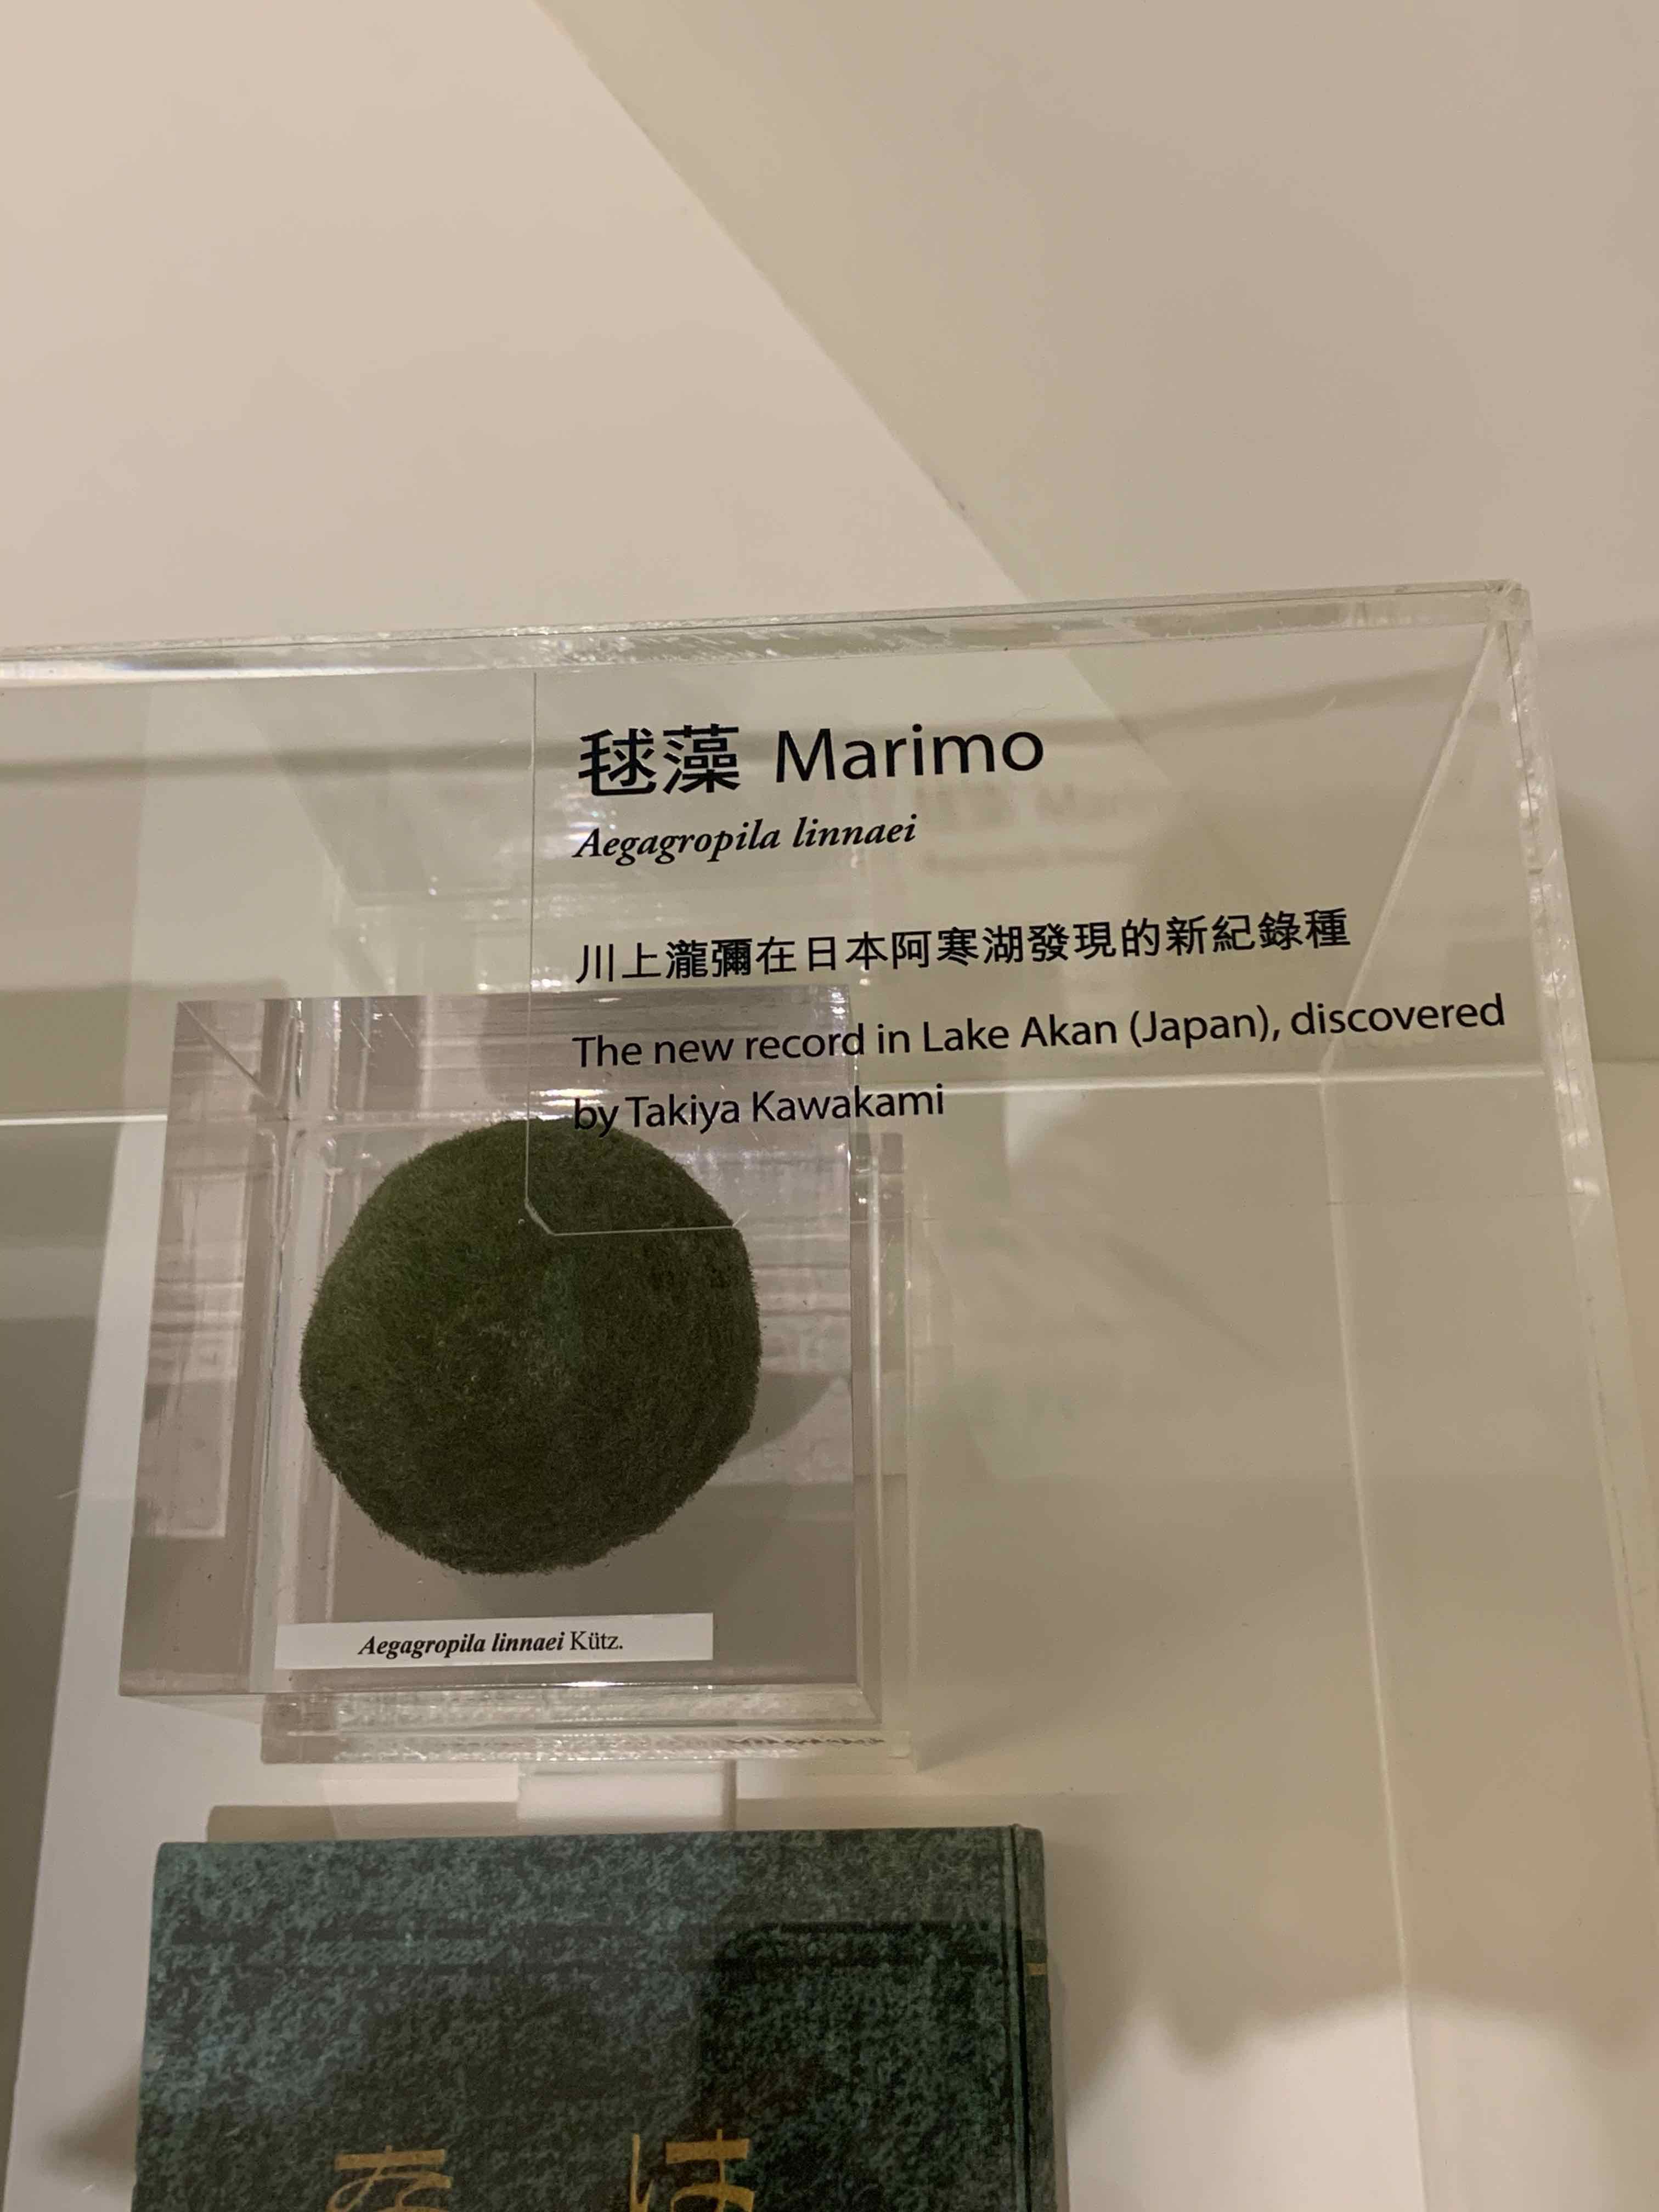 毬藻 Marimo
Aegagropila linnaei
川上瀧彌在日本阿寒湖發現的新紀錄種
The new record in Lake Akan (Japan), discovered
by Takiya Kawakami
Aegagropila linnaei Kütz.